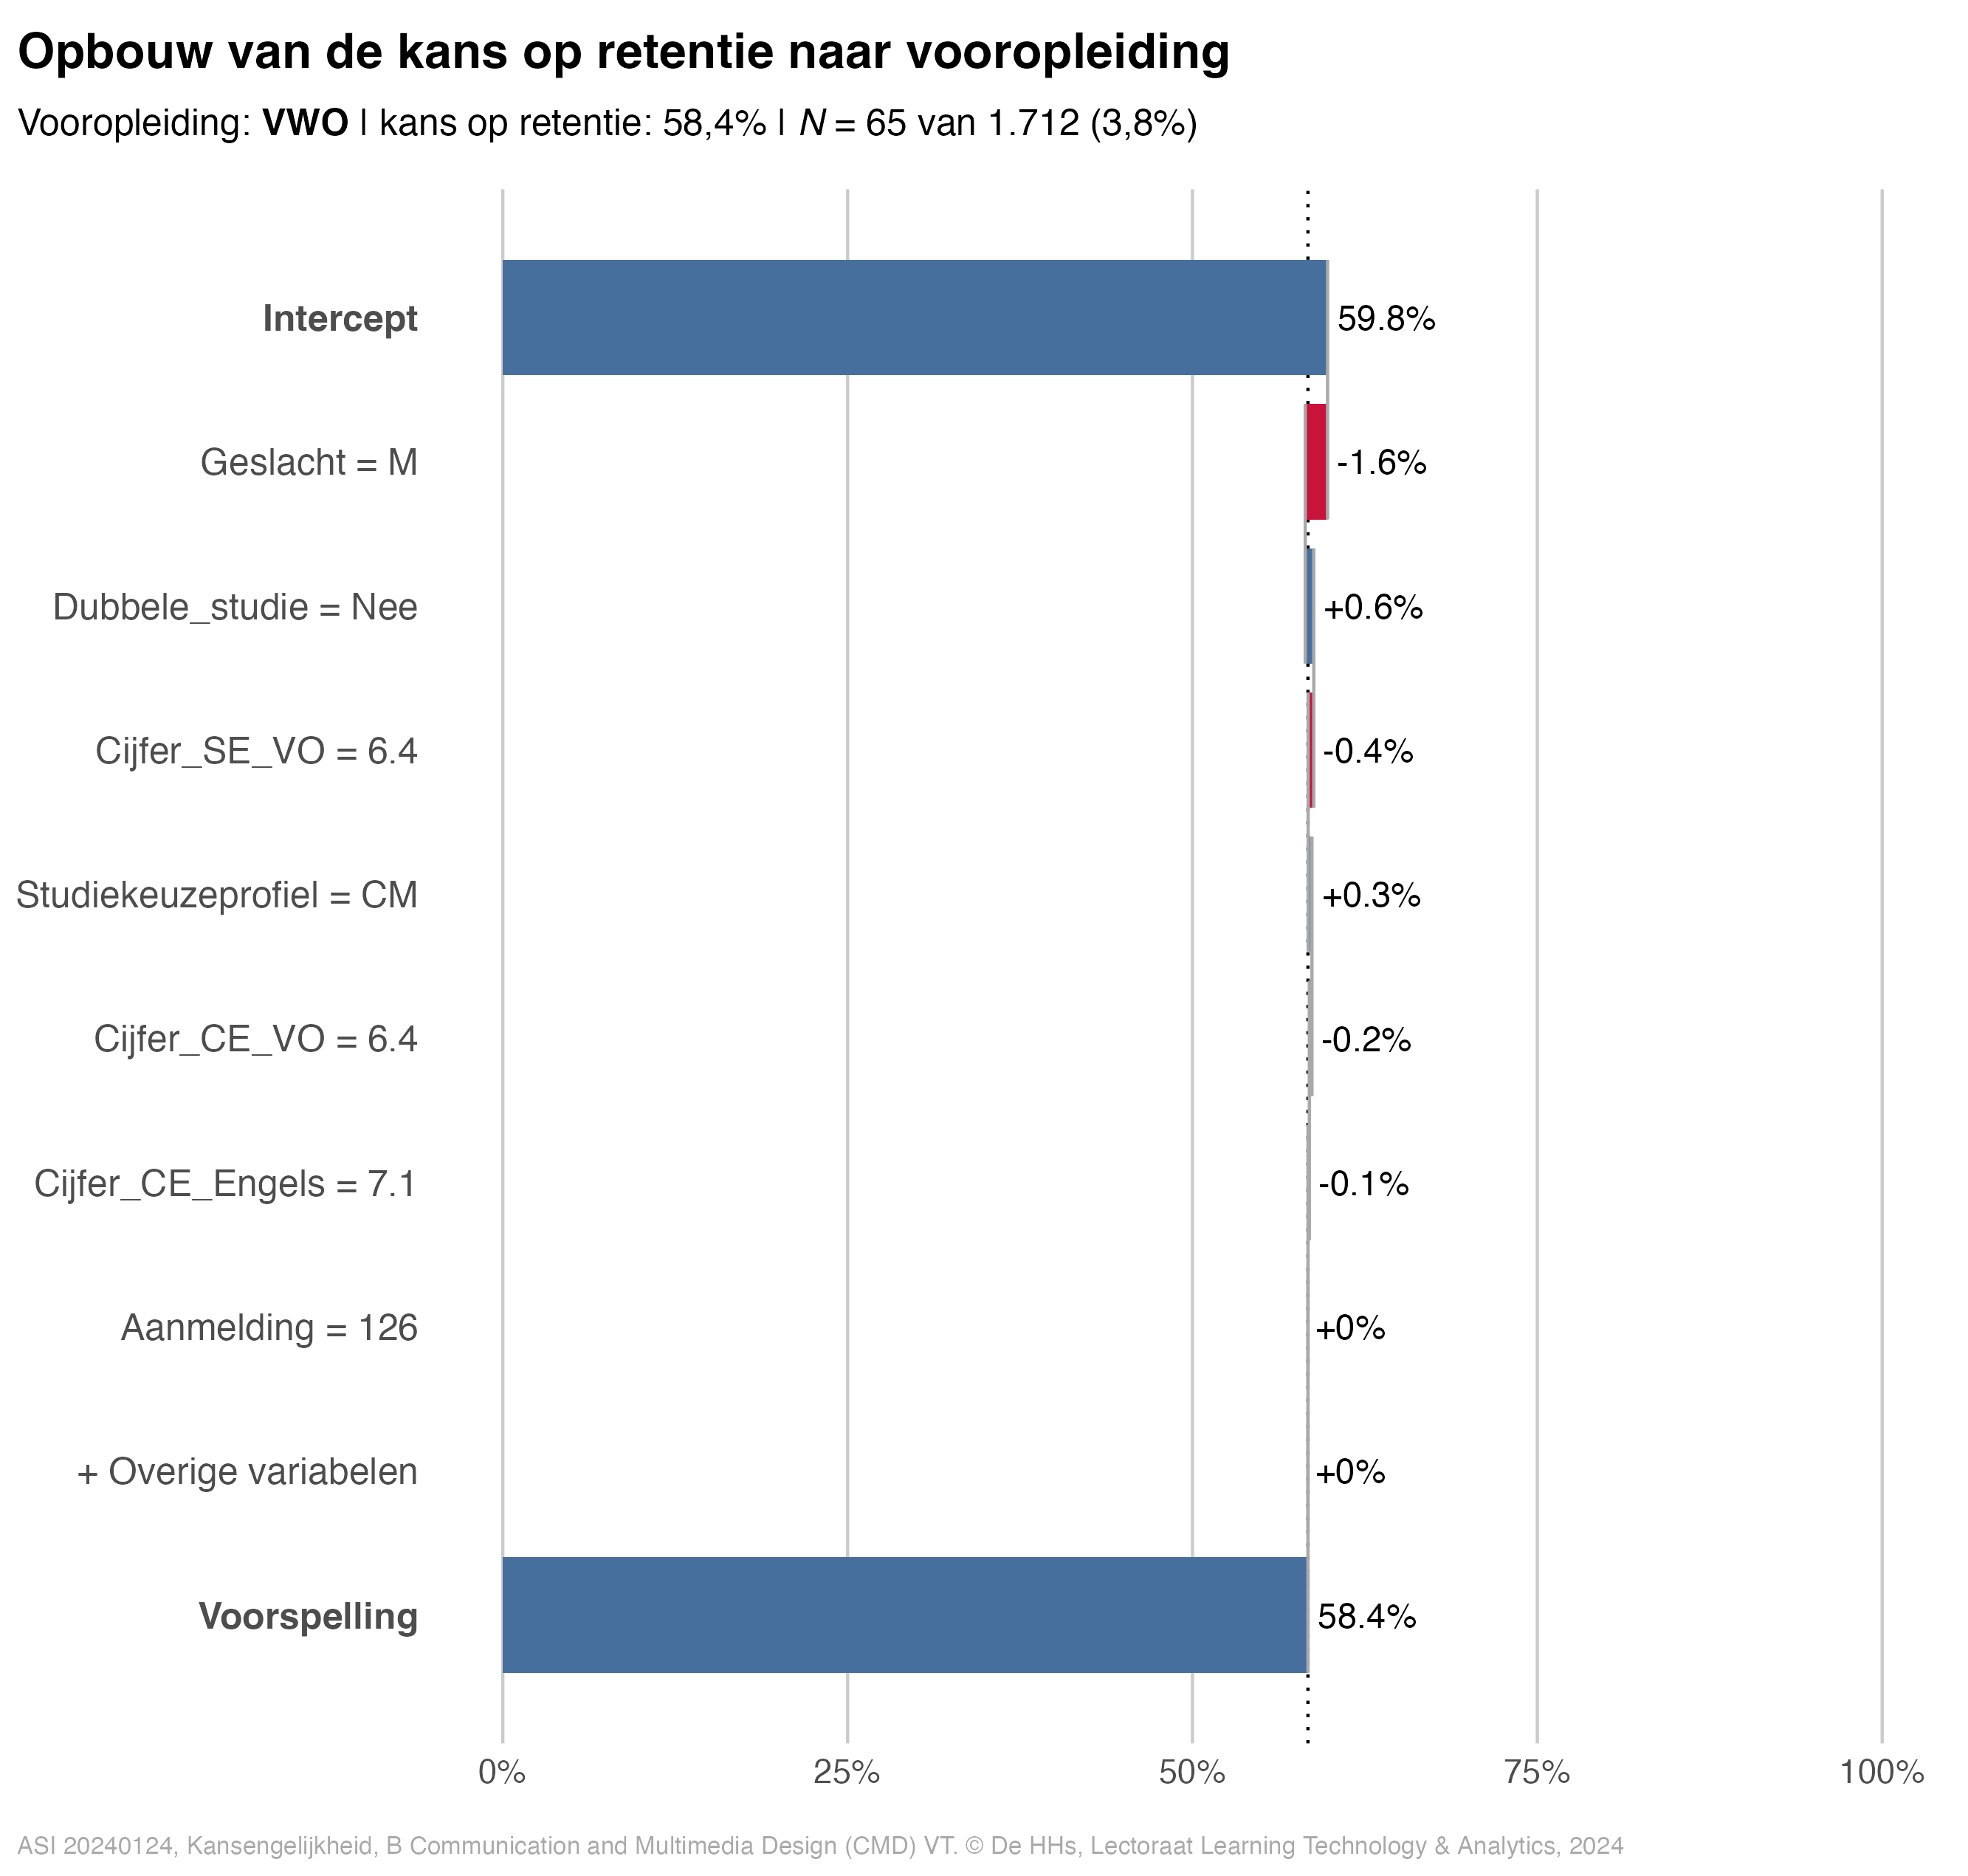 Opbouw van de kans op retentie naar vooropleiding
Vooropleiding: VWO | kans op retentie: 58,4% | N = 65 van 1.712 (3,8%)
Intercept 59.8%
Geslacht = M -1.6%
Dubbele_studie = Nee +0.6%
Cijfer_SE_VO = 6.4 -0.4%
Studiekeuzeprofiel = CM +0.3%
Cijfer_CE_VO = 6.4 -0.2%
Cijfer_CE_Engels = 7.1 -0.1%
Aanmelding = 126 +0%
+ Overige variabelen +0%
Voorspelling 58.4%
0% 25% 50% 75% 100%
ASI 20240124, Kansengelijkheid, B Communication and Multimedia Design (CMD) VT. © De HHs, Lectoraat Learning Technology & Analytics, 2024